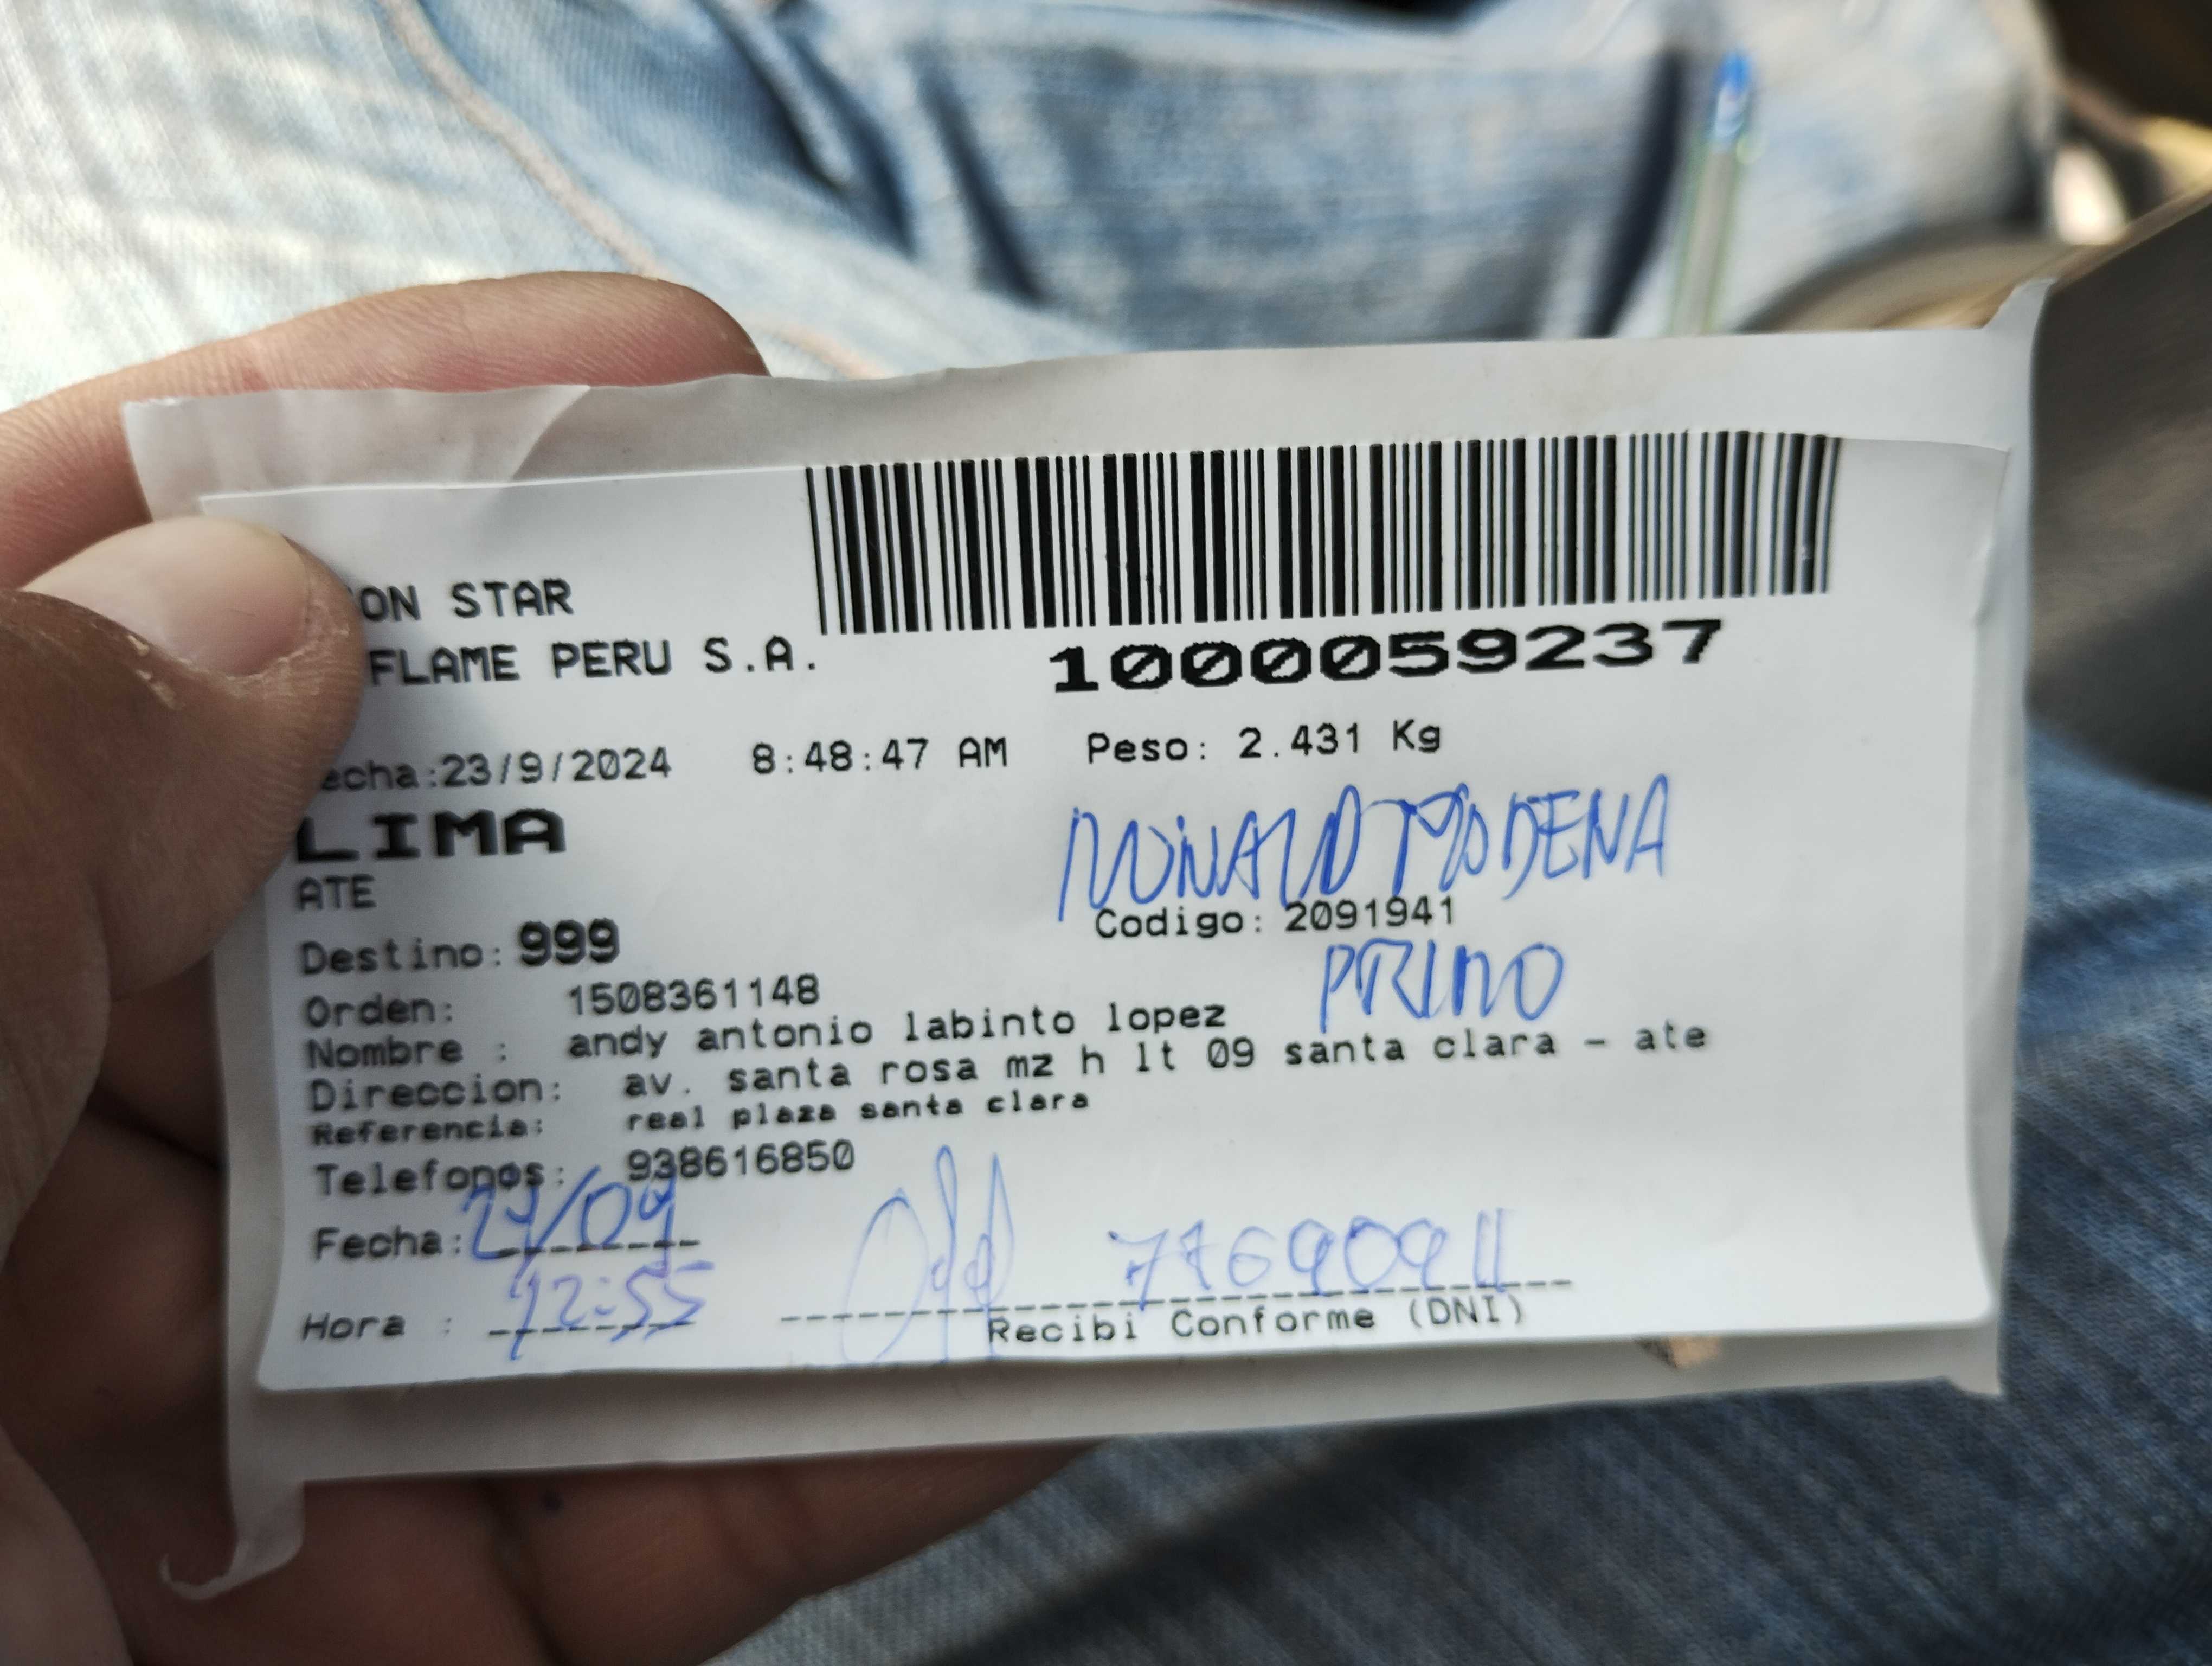 ON STAR
FLAME PERU S.A.
1000059237
echa:23/9/2024 8:48:47 AM Peso: 2.431 Kg
LIMA
MODENA
ATE
Codigo: 2091941
Destino: 999
PRIMO
Orden: 1508361148
Nombre : andy antonio labinto lopez
Direccion: av. santa rosa mz h lt 09 santa clara - ate
Referencia: real plaza santa clara
Telefonos: 938616850
Fecha: 24/09
Hora : 12:55
Recibi Conforme (DNI)